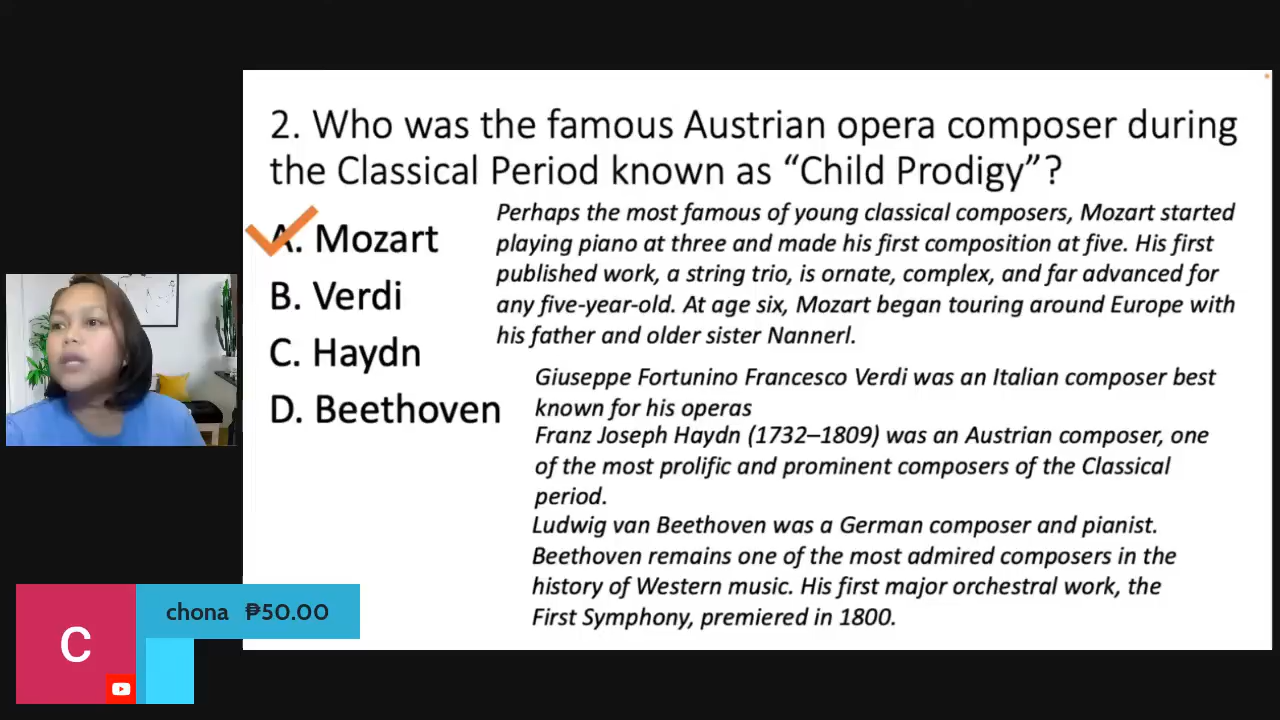 2. Who was the famous Austrian opera composer during
the Classical Period known as “Child Prodigy”?
A. Mozart
B. Verdi
C. Haydn
D. Beethoven
Perhaps the most famous of young classical composers, Mozart started
playing piano at three and made his first composition at five. His first
published work, a string trio, is ornate, complex, and far advanced for
any five-year-old. At age six, Mozart began touring around Europe with
his father and older sister Nannerl.
Giuseppe Fortunino Francesco Verdi was an Italian composer best
known for his operas
Franz Joseph Haydn (1732–1809) was an Austrian composer, one
of the most prolific and prominent composers of the Classical
period.
Ludwig van Beethoven was a German composer and pianist.
Beethoven remains one of the most admired composers in the
history of Western music. His first major orchestral work, the
First Symphony, premiered in 1800.
C
chona ₱50.00